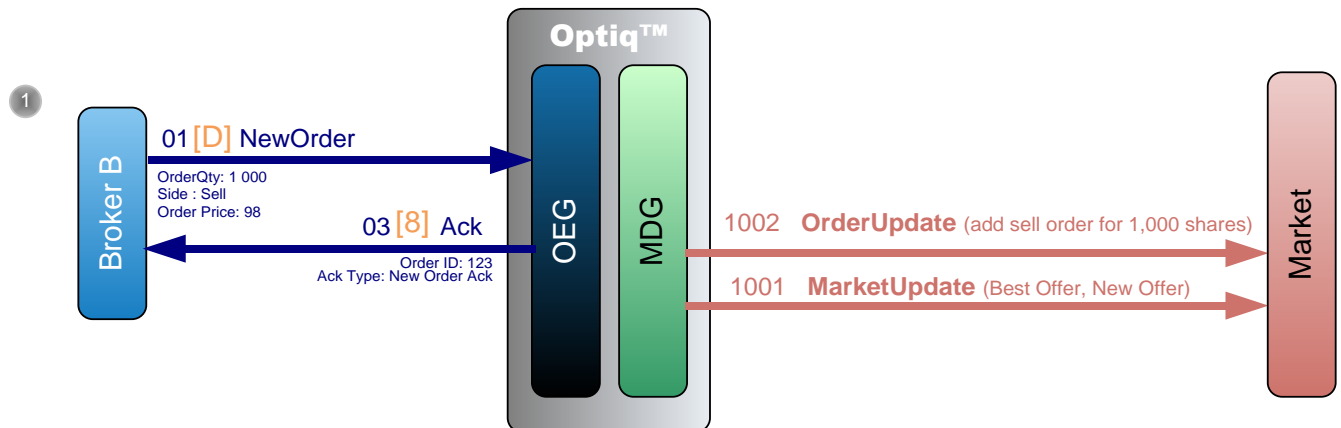 Optiq™
1
Broker B
01 [D] NewOrder
OrderQty: 1 000
Side : Sell
Order Price: 98
03 [8] Ack
Order ID: 123
Ack Type: New Order Ack
OEG
MDG
1002 OrderUpdate (add sell order for 1,000 shares)
1001 MarketUpdate (Best Offer, New Offer)
Market